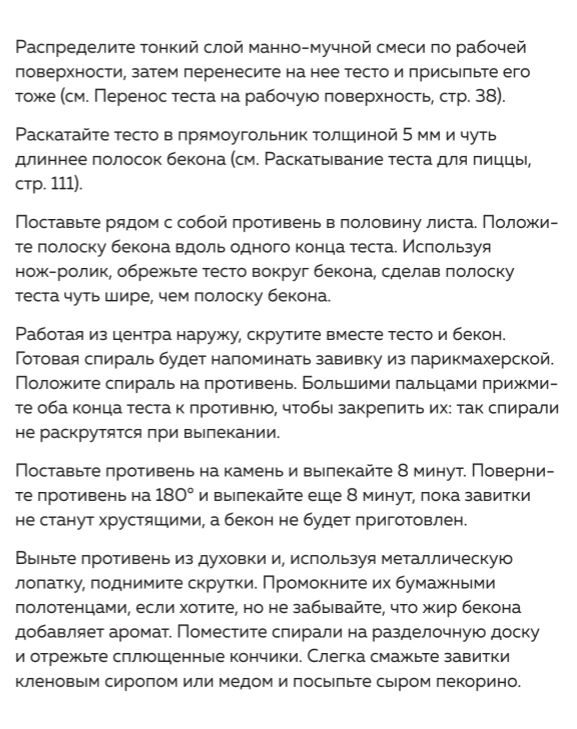 Распределите тонкий слой манно-мучной смеси по рабочей
поверхности, затем перенесите на нее тесто и присыпьте его
тоже (см. Перенос теста на рабочую поверхность, стр. 38).
Раскатайте тесто в прямоугольник толщиной 5 мм и чуть
длиннее полосок бекона (см. Раскатывание теста для пиццы,
стр. 111).
Поставьте рядом с собой противень в половину листа. Положи-
те полоску бекона вдоль одного конца теста. Используя
нож-ролик, обрежьте тесто вокруг бекона, сделав полоску
теста чуть шире, чем полоску бекона.
Работая из центра наружу, скрутите вместе тесто и бекон.
Готовая спираль будет напоминать завивку из парикмахерской.
Положите спираль на противень. Большими пальцами прижми-
те оба конца теста к противню, чтобы закрепить их: так спирали
не раскрутятся при выпекании.
Поставьте противень на камень и выпекайте 8 минут. Поверни-
те противень на 180° и выпекайте еще 8 минут, пока завитки
не станут хрустящими, а бекон не будет приготовлен.
Выньте противень из духовки и, используя металлическую
лопатку, поднимите скрутки. Промокните их бумажными
полотенцами, если хотите, но не забывайте, что жир бекона
добавляет аромат. Поместите спирали на разделочную доску
и отрежьте сплющенные кончики. Слегка смажьте завитки
кленовым сиропом или медом и посыпьте сыром пекорино.